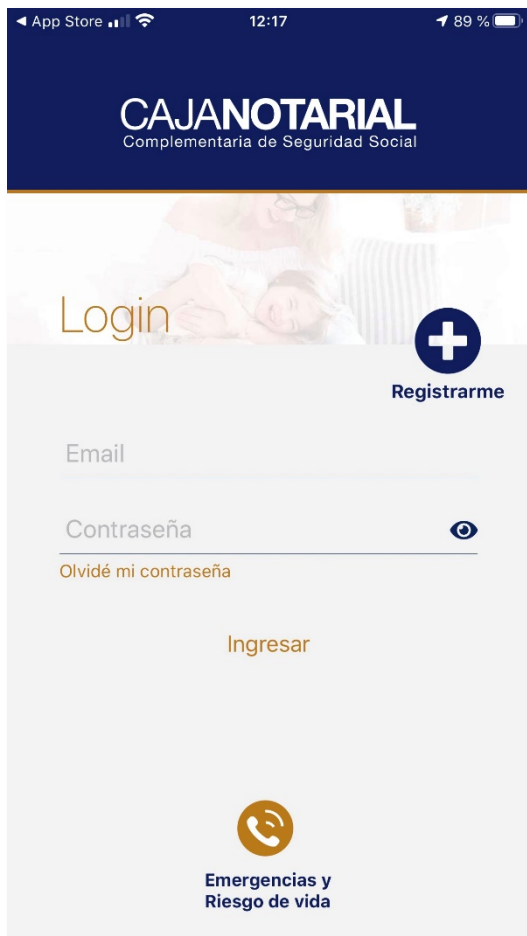 ◀ App Store 12:17 89 %
CAJANOTARIAL
Complementaria de Seguridad Social
Login
Registrarme
Email
Contraseña
Olvidé mi contraseña
Ingresar
Emergencias y
Riesgo de vida